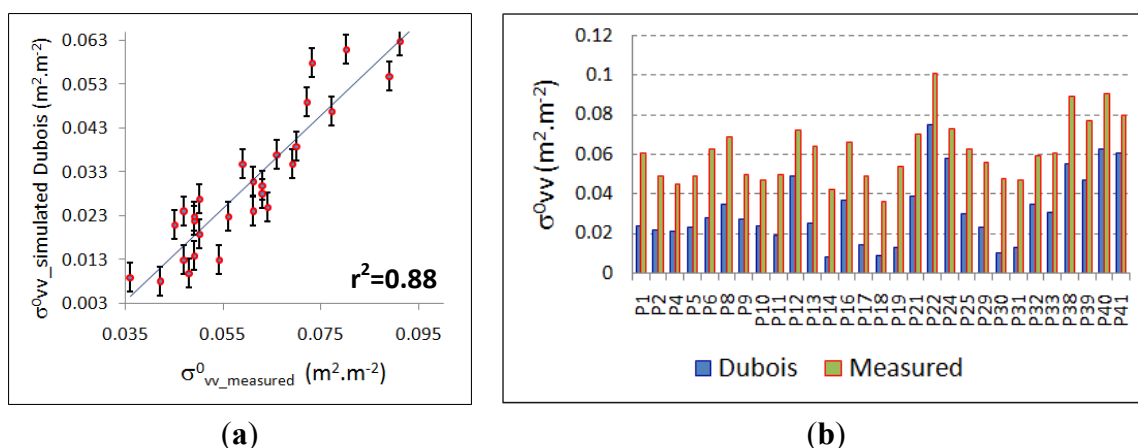 0.063
0.053
0.043
0.033
0.023
0.013
0.003
σ⁰vv_simulated Dubois (m².m⁻²)
r²=0.88
0.035 0.055 0.075 0.095
σ⁰vv_measured (m².m⁻²)
(a)
0.12
0.1
0.08
0.06
0.04
0.02
0
σ⁰vv (m².m⁻²)
P1 P2 P4 P5 P6 P8 P9 P10 P11 P12 P13 P14 P16 P17 P18 P19 P21 P22 P24 P25 P29 P30 P31 P32 P33 P38 P39 P40 P41
Dubois Measured
(b)